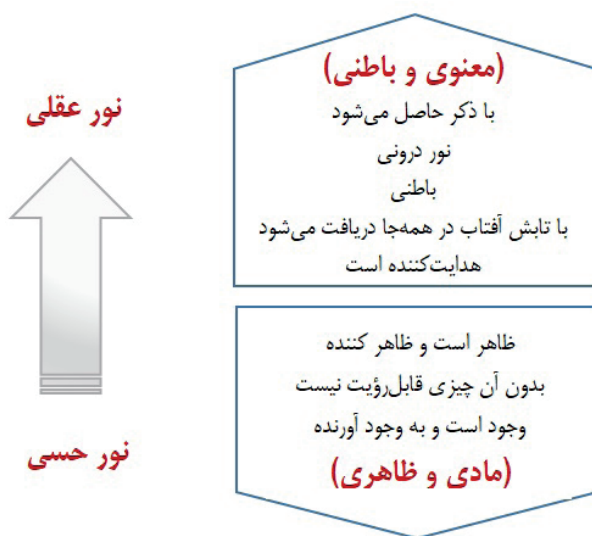 (معنوی و باطنی)
با ذکر حاصل می‌شود
نور درونی
باطنی
با تابش آفتاب در همه‌جا دریافت می‌شود
هدایت‌کننده است
نور عقلی
ظاهر است و ظاهر کننده
بدون آن چیزی قابل‌رؤیت نیست
وجود است و به وجود آورنده
(مادی و ظاهری)
نور حسی